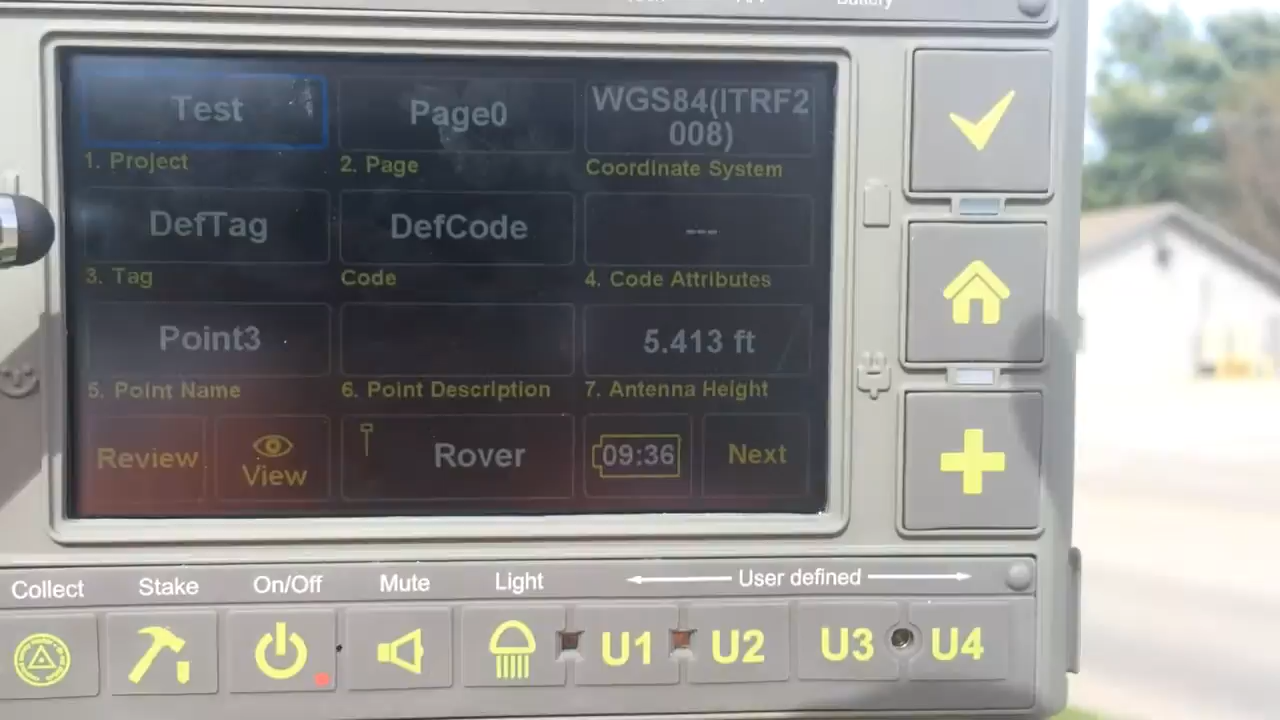 Battery
Test
Page0
WGS84(ITRF2
008)
1. Project
2. Page
Coordinate System
DefTag
DefCode
---
3. Tag
Code
4. Code Attributes
Point3
5.413 ft
5. Point Name
6. Point Description
7. Antenna Height
Review
View
Rover
09:36
Next
Collect
Stake
On/Off
Mute
Light
User defined
U1
U2
U3
U4